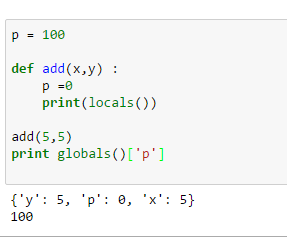 p = 100
def add(x,y) :
    p =0
    print(locals())
add(5,5)
print globals()['p']
{'y': 5, 'p': 0, 'x': 5}
100